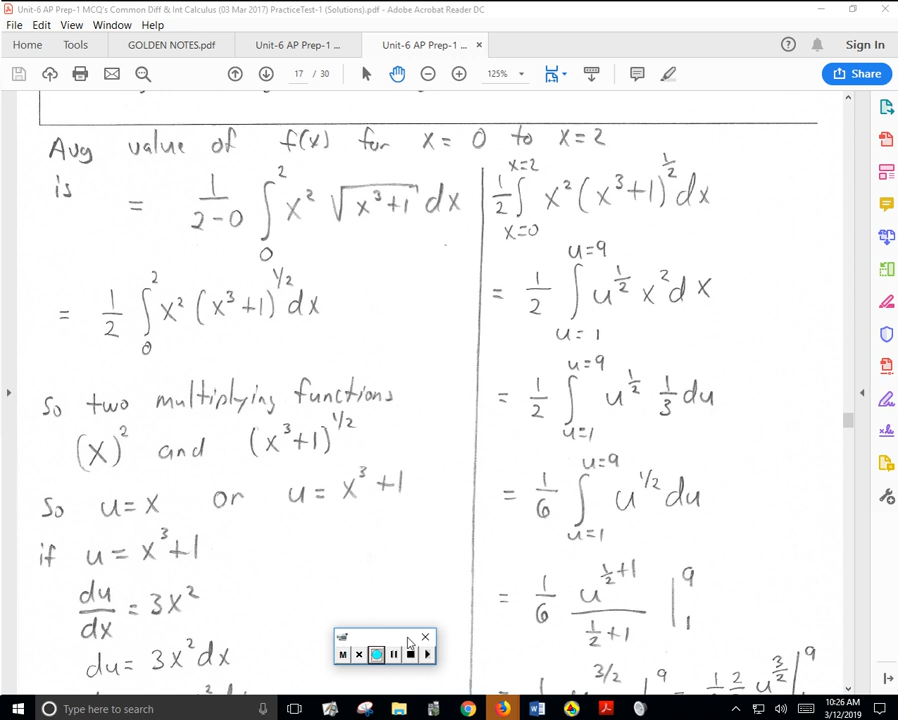 Unit-6 AP Prep-1 MCQ's Common Diff & Int Calculus (03 Mar 2017) PracticeTest-1 (Solutions).pdf - Adobe Acrobat Reader DC
File Edit View Window Help
Home Tools GOLDEN NOTES.pdf Unit-6 AP Prep-1 ... Unit-6 AP Prep-1 ... ×
Sign In
17 / 30 125% Share
Avg value of f(x) for x = 0 to x = 2
is = 1/(2-0) ∫_0^2 x² √(x³+1) dx
= 1/2 ∫_0^2 x² (x³+1)^(1/2) dx
So two multiplying functions
(x)² and (x³+1)^(1/2)
So u = x or u = x³+1
if u = x³+1
du/dx = 3x²
du = 3x² dx
1/2 ∫_(x=0)^(x=2) x² (x³+1)^(1/2) dx
= 1/2 ∫_(u=1)^(u=9) u^(1/2) x² dx
= 1/2 ∫_(u=1)^(u=9) u^(1/2) 1/3 du
= 1/6 ∫_(u=1)^(u=9) u^(1/2) du
= 1/6 u^(1/2+1)/(1/2+1) |_1^9
M
Type here to search
10:26 AM
3/12/2019